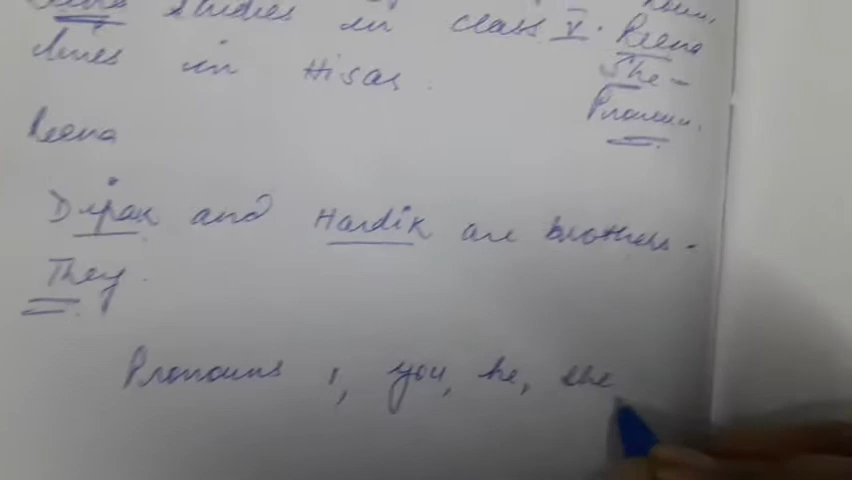 studies in class V. Reena
lives in Hisar. She -
Pronoun.
Reena
Dipak and Hardik are brothers.
They.
Pronouns I, you, he, she